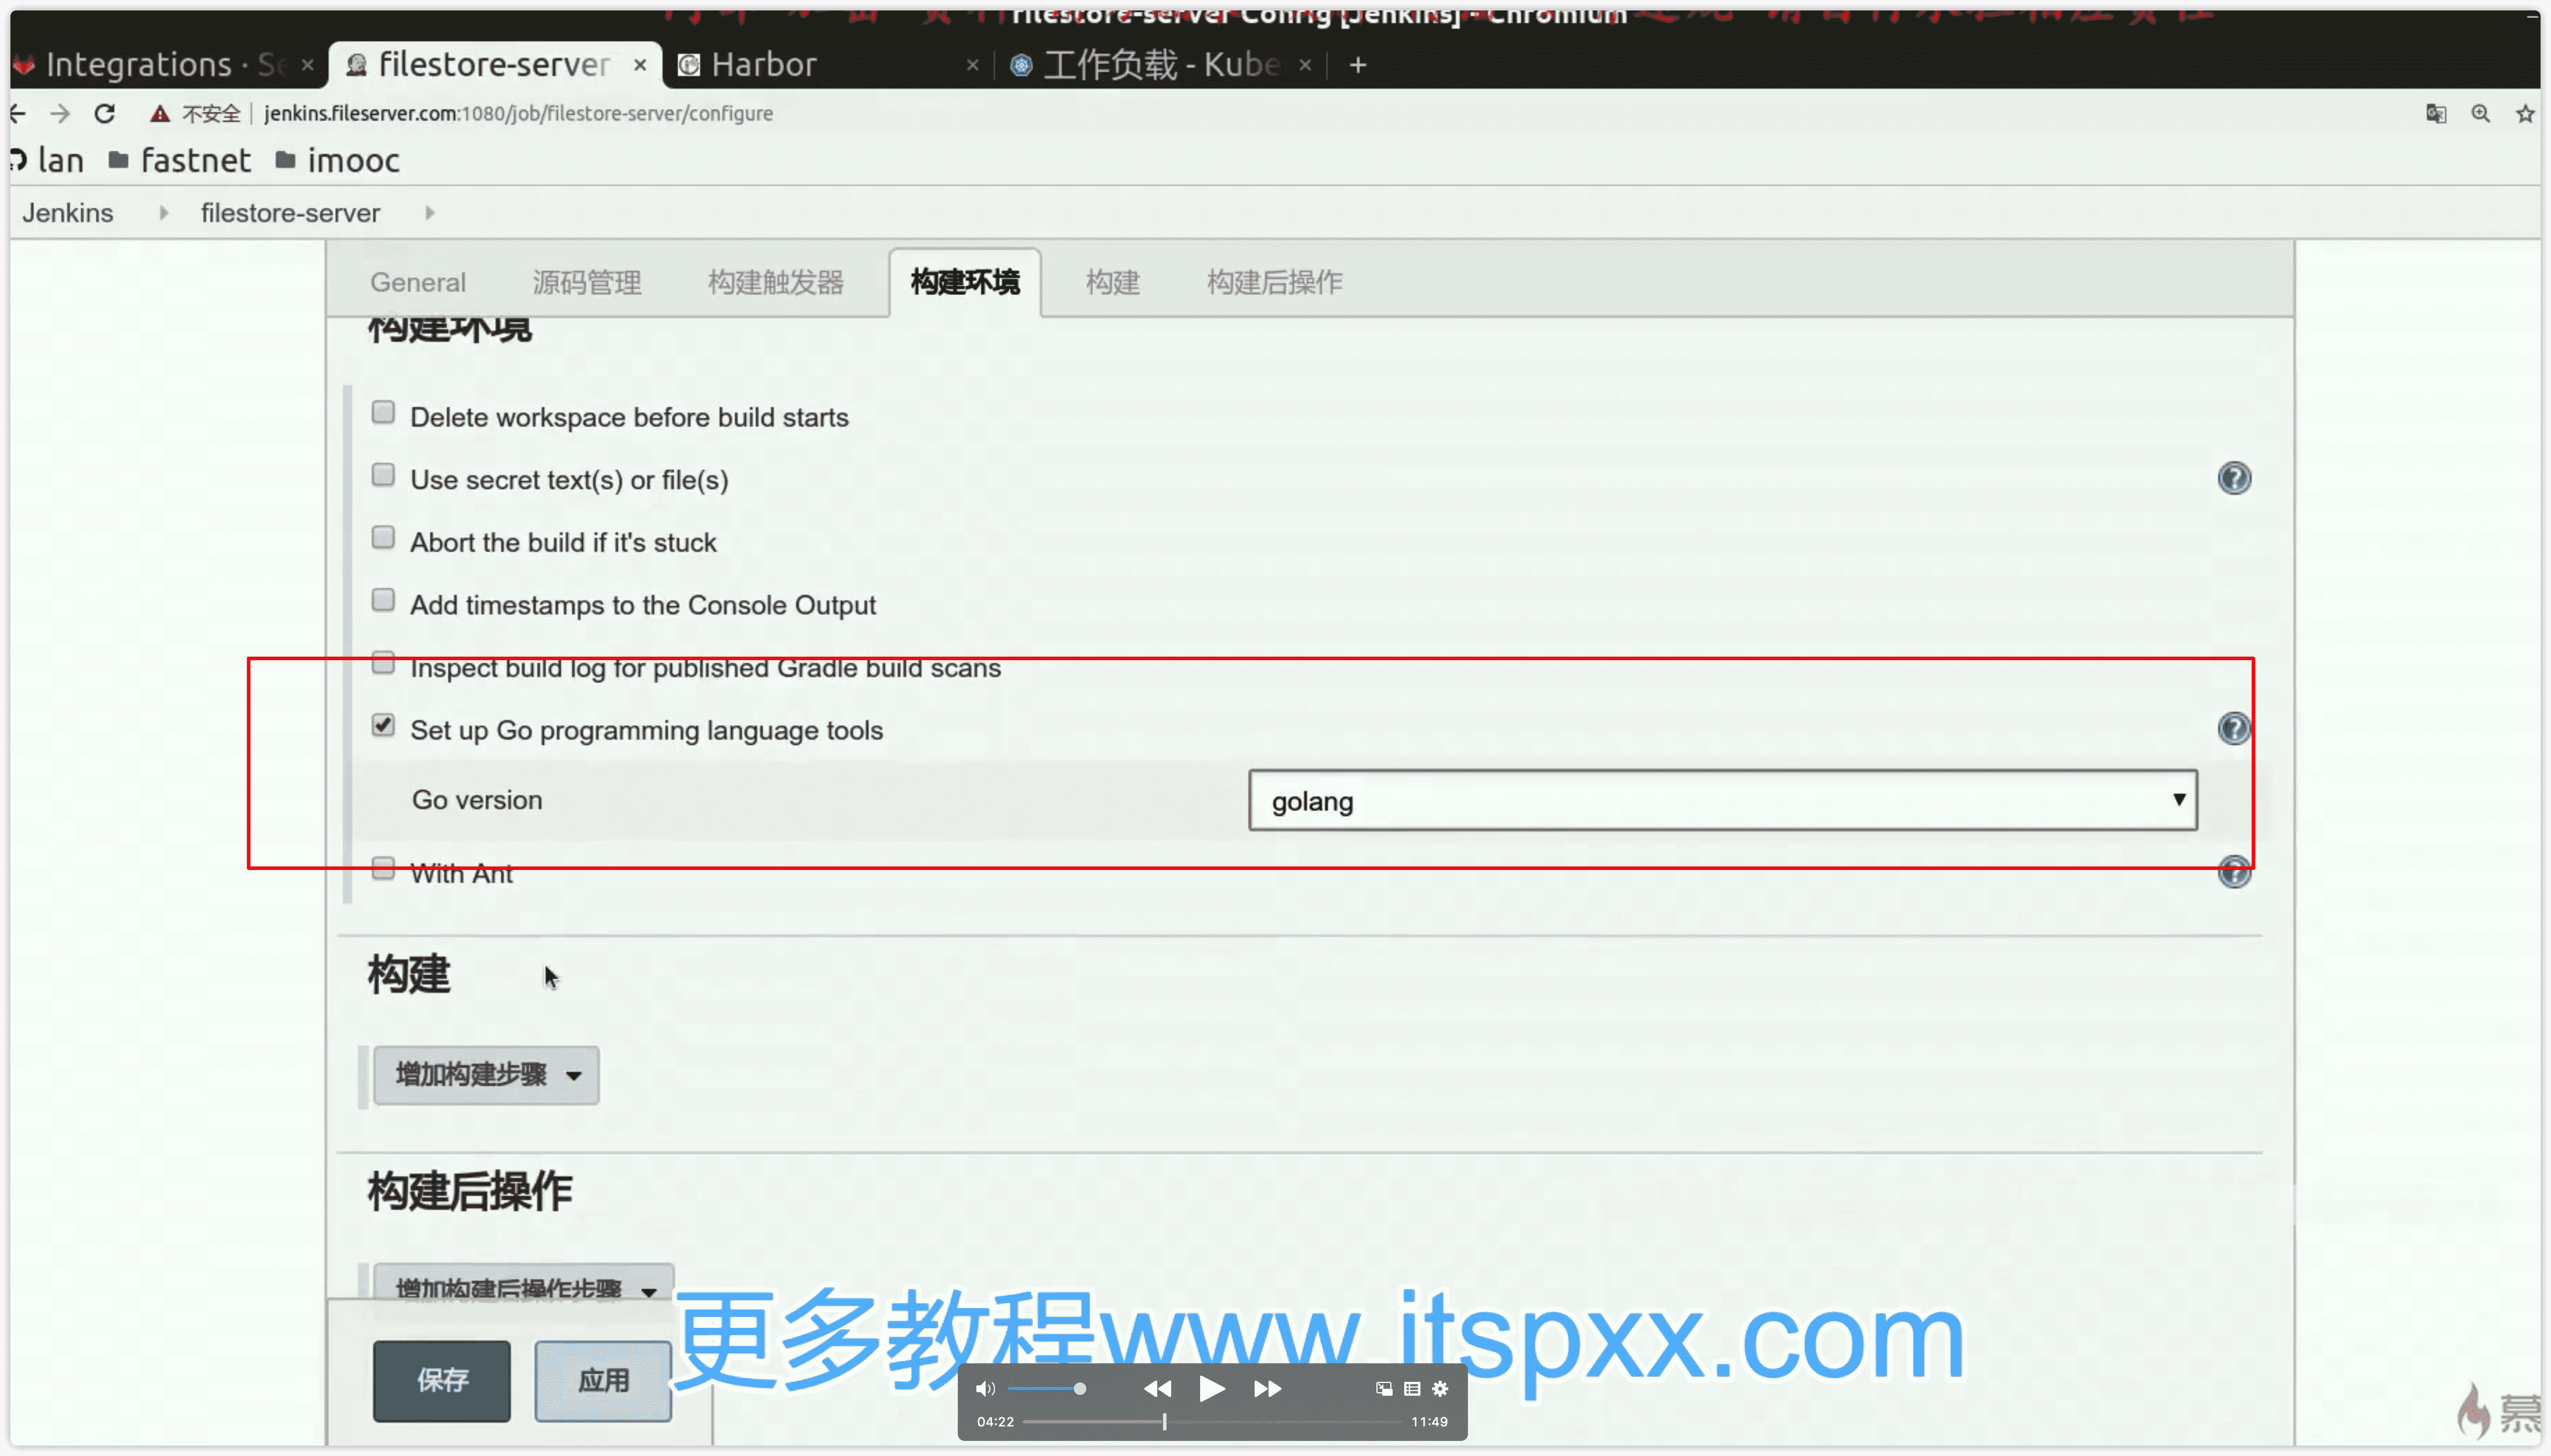 filestore-server Config [Jenkins] - Chromium
Integrations · Se
filestore-server
Harbor
工作负载 - Kube
不安全
jenkins.fileserver.com:1080/job/filestore-server/configure
lan
fastnet
imooc
Jenkins
filestore-server
General
源码管理
构建触发器
构建环境
构建
构建后操作
构建环境
Delete workspace before build starts
Use secret text(s) or file(s)
Abort the build if it's stuck
Add timestamps to the Console Output
Inspect build log for published Gradle build scans
Set up Go programming language tools
Go version
golang
With Ant
构建
增加构建步骤
构建后操作
增加构建后操作步骤
保存
应用
更多教程www.itspxx.com
04:22
11:49
慕